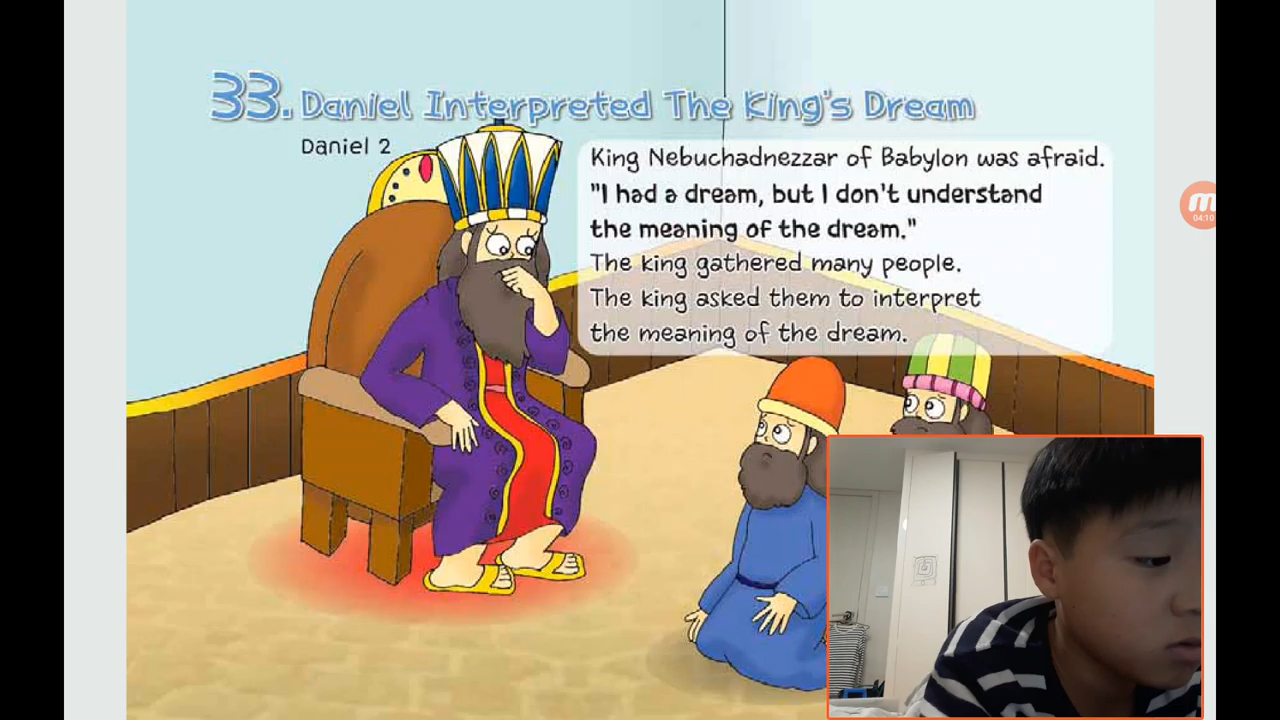 33. Daniel Interpreted The King's Dream
Daniel 2
King Nebuchadnezzar of Babylon was afraid.
"I had a dream, but I don't understand
the meaning of the dream."
The king gathered many people.
The king asked them to interpret
the meaning of the dream.
04:10